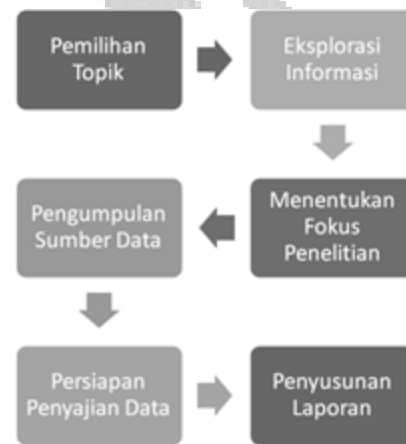 Pemilihan
Topik
Eksplorasi
Informasi
Menentukan
Fokus
Penelitian
Pengumpulan
Sumber Data
Persiapan
Penyajian Data
Penyusunan
Laporan